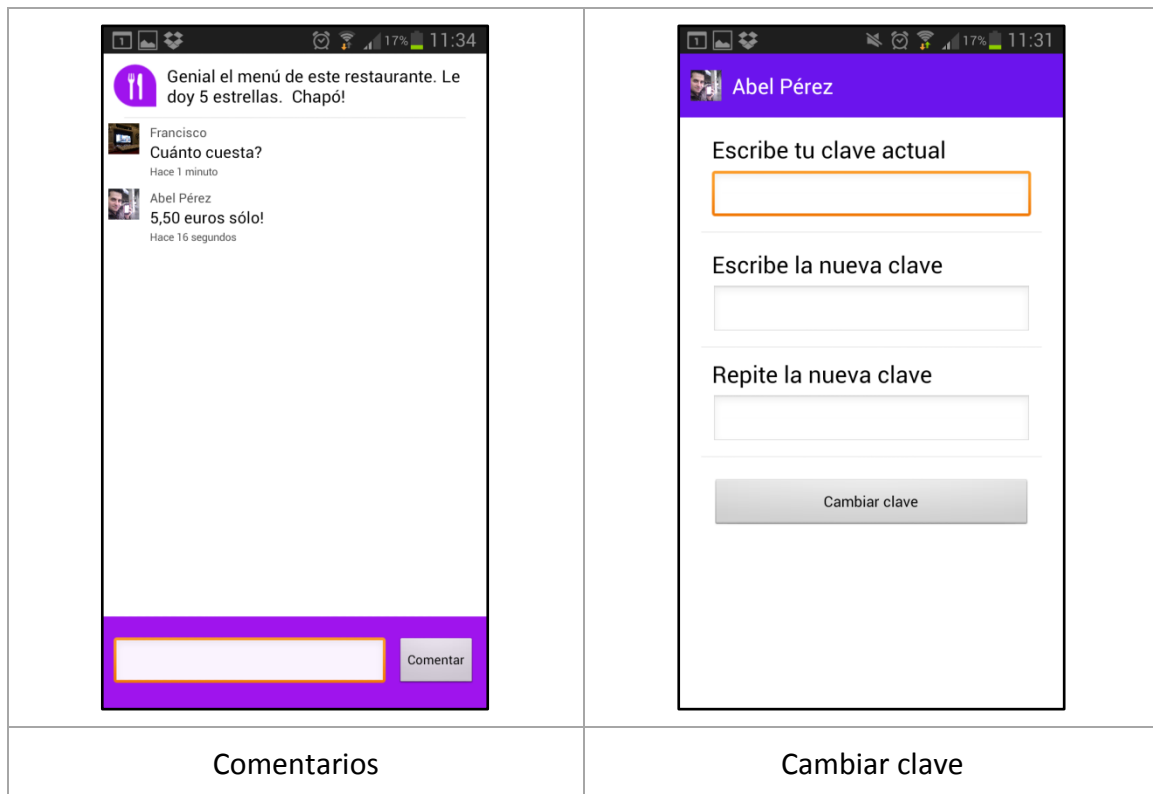 1
17%
11:34
Genial el menú de este restaurante. Le
doy 5 estrellas.  Chapó!
Francisco
Cuánto cuesta?
Hace 1 minuto
Abel Pérez
5,50 euros sólo!
Hace 16 segundos
Comentar
Comentarios
1
17%
11:31
Abel Pérez
Escribe tu clave actual
Escribe la nueva clave
Repite la nueva clave
Cambiar clave
Cambiar clave